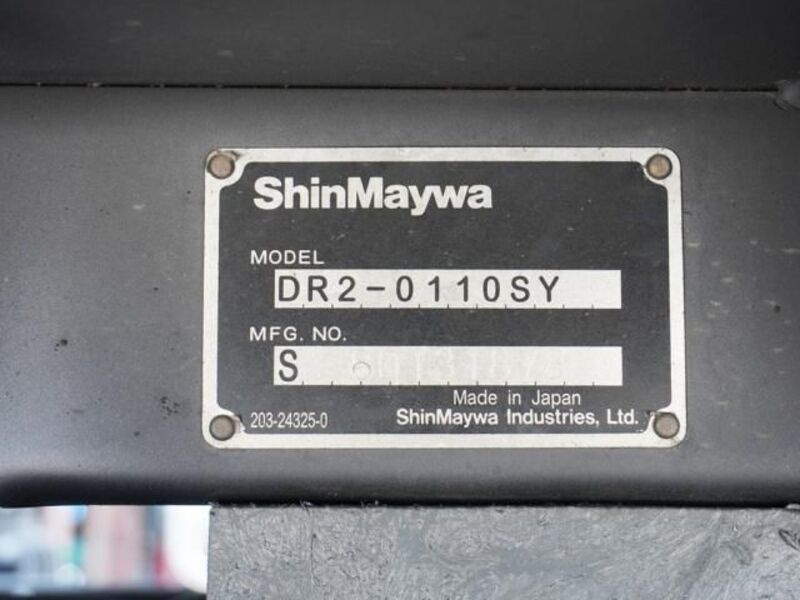 ShinMaywa
MODEL
DR2-0110SY
MFG. NO.
S
Made in Japan
203-24325-0
ShinMaywa Industries, Ltd.